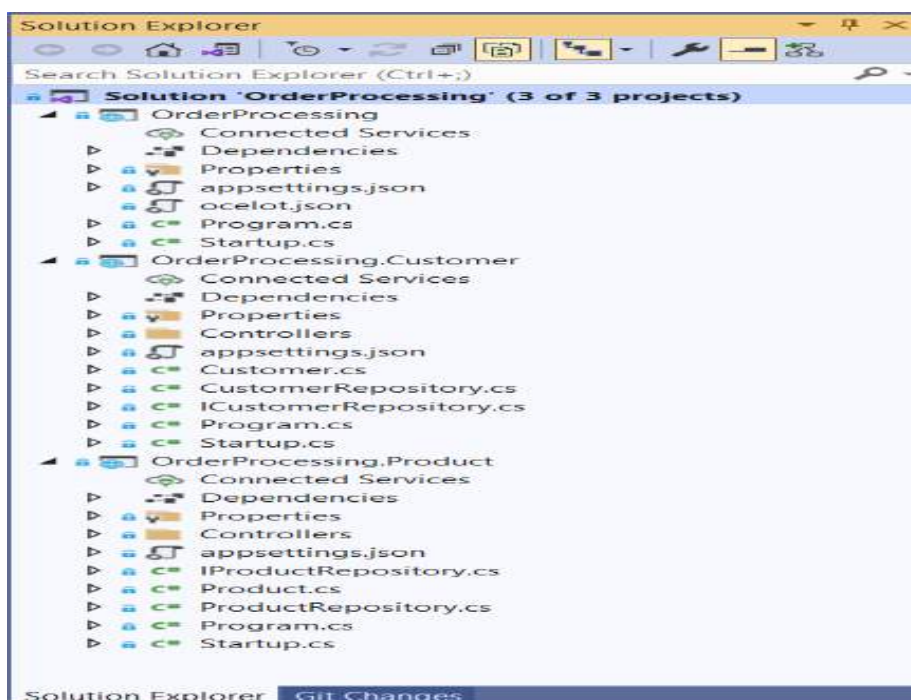 Solution Explorer
Search Solution Explorer (Ctrl+;)
Solution 'OrderProcessing' (3 of 3 projects)
OrderProcessing
Connected Services
Dependencies
Properties
appsettings.json
ocelot.json
C# Program.cs
C# Startup.cs
OrderProcessing.Customer
Connected Services
Dependencies
Properties
Controllers
appsettings.json
C# Customer.cs
C# CustomerRepository.cs
C# ICustomerRepository.cs
C# Program.cs
C# Startup.cs
OrderProcessing.Product
Connected Services
Dependencies
Properties
Controllers
appsettings.json
C# IProductRepository.cs
C# Product.cs
C# ProductRepository.cs
C# Program.cs
C# Startup.cs
Solution Explorer Git Changes